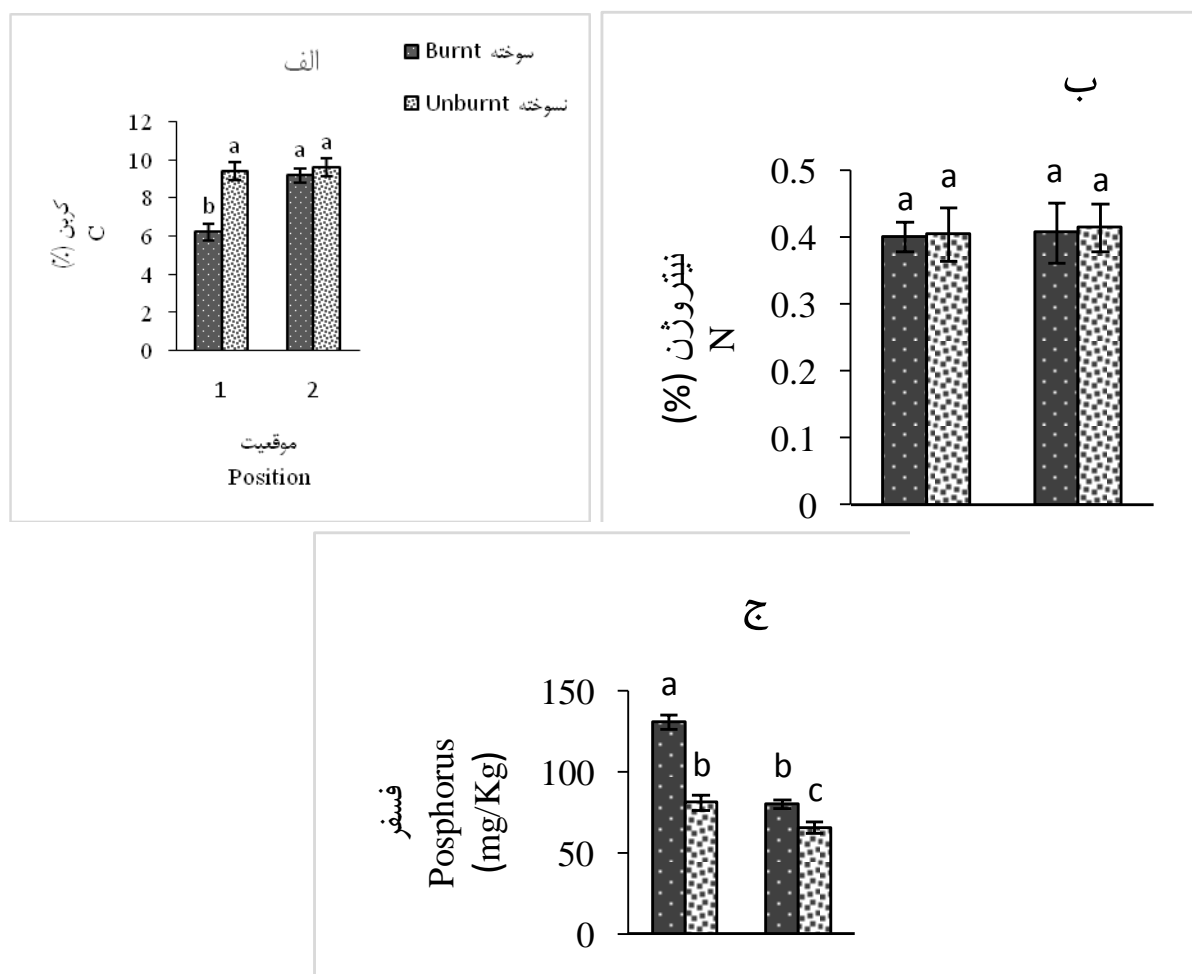 الف
سوخته Burnt
نسوخته Unburnt
کربن (%)
C
12
10
8
6
4
2
0
b
a
a
a
1
2
موقعیت
Position
ب
نیتروژن (%)
N
0.5
0.4
0.3
0.2
0.1
0
a
a
a
a
ج
فسفر
Posphorus
(mg/Kg)
150
100
50
0
a
b
b
c